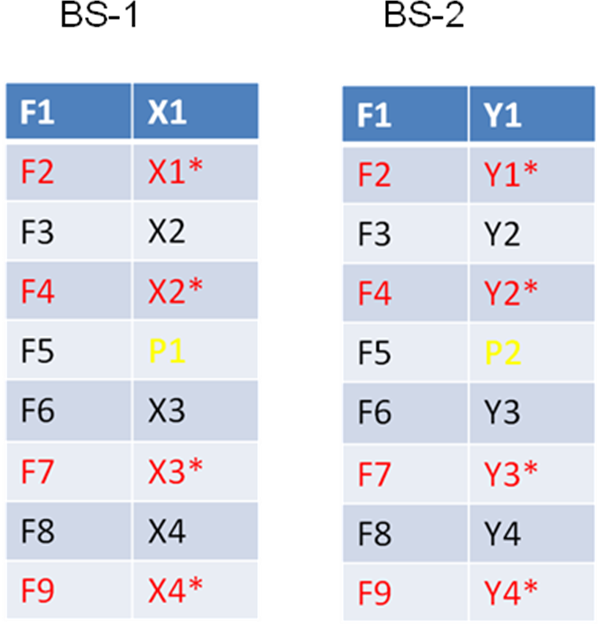 BS-1 BS-2
F1 X1 F1 Y1
F2 X1* F2 Y1*
F3 X2 F3 Y2
F4 X2* F4 Y2*
F5 P1 F5 P2
F6 X3 F6 Y3
F7 X3* F7 Y3*
F8 X4 F8 Y4
F9 X4* F9 Y4*